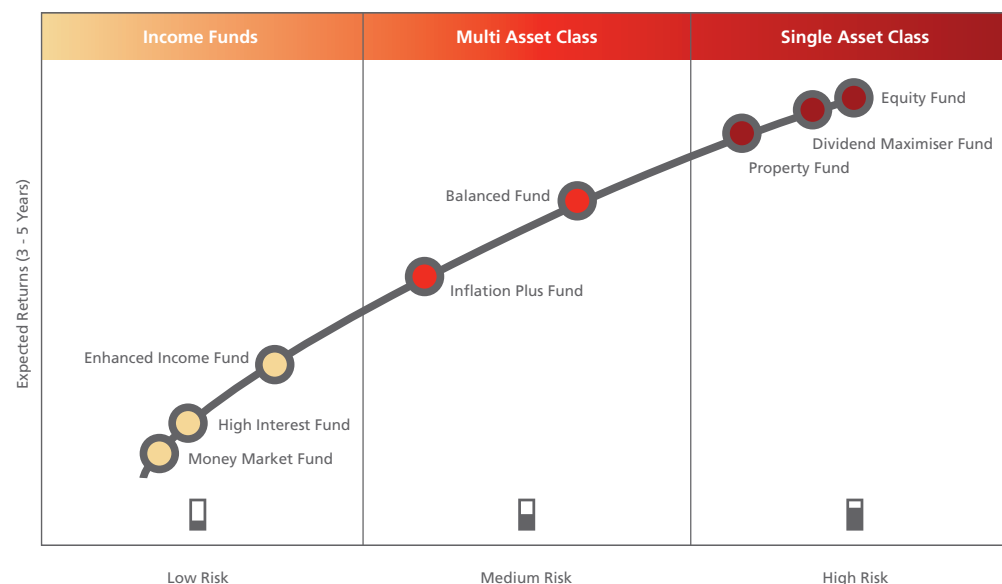 Income Funds
Multi Asset Class
Single Asset Class
Expected Returns (3 - 5 Years)
Equity Fund
Dividend Maximiser Fund
Property Fund
Balanced Fund
Inflation Plus Fund
Enhanced Income Fund
High Interest Fund
Money Market Fund
Low Risk
Medium Risk
High Risk